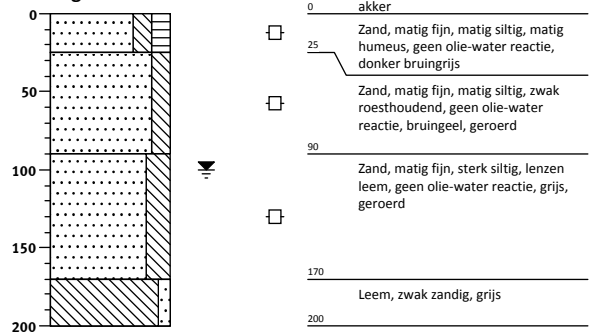 0
50
100
150
200
0
akker
Zand, matig fijn, matig siltig, matig
humeus, geen olie-water reactie,
donker bruingrijs
25
Zand, matig fijn, matig siltig, zwak
roesthoudend, geen olie-water
reactie, bruingeel, geroerd
90
Zand, matig fijn, sterk siltig, lenzen
leem, geen olie-water reactie, grijs,
geroerd
170
Leem, zwak zandig, grijs
200